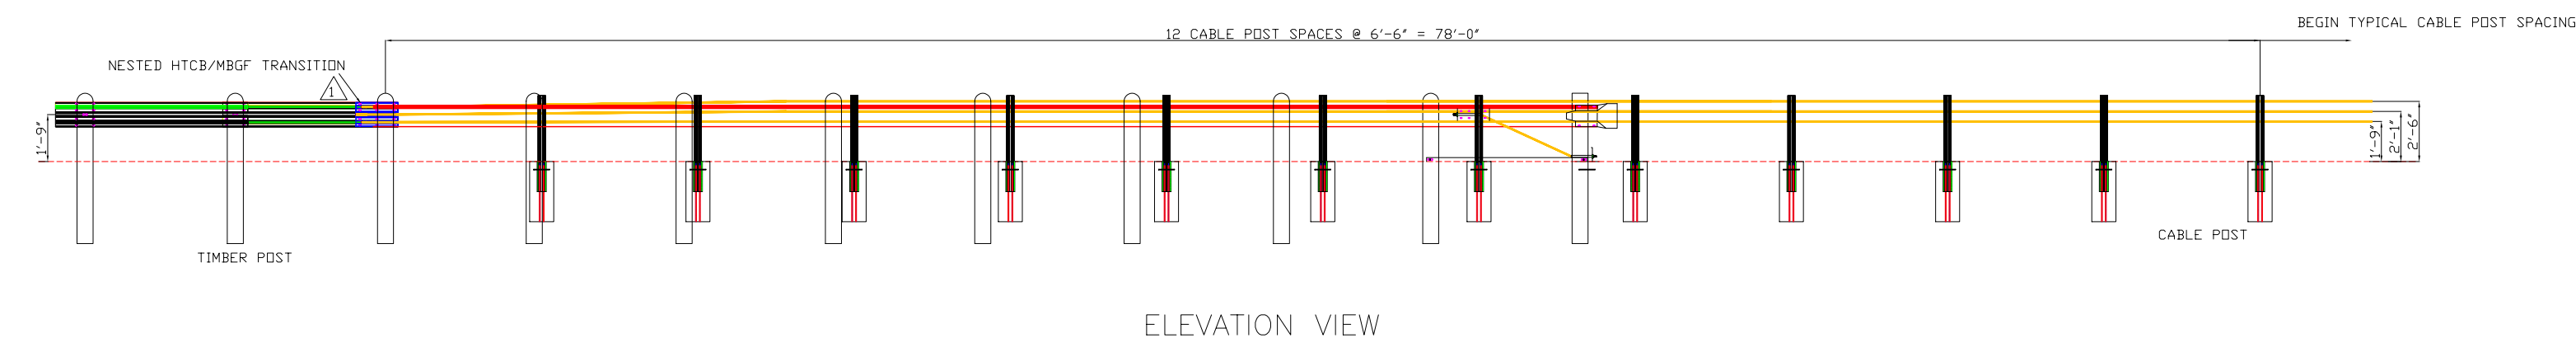 BEGIN TYPICAL CABLE POST SPACING
12 CABLE POST SPACES @ 6'-6" = 78'-0"
NESTED HTCB/MBGF TRANSITION
1
1'-9"
1'-9"
2'-1"
2'-6"
CABLE POST
TIMBER POST
ELEVATION VIEW